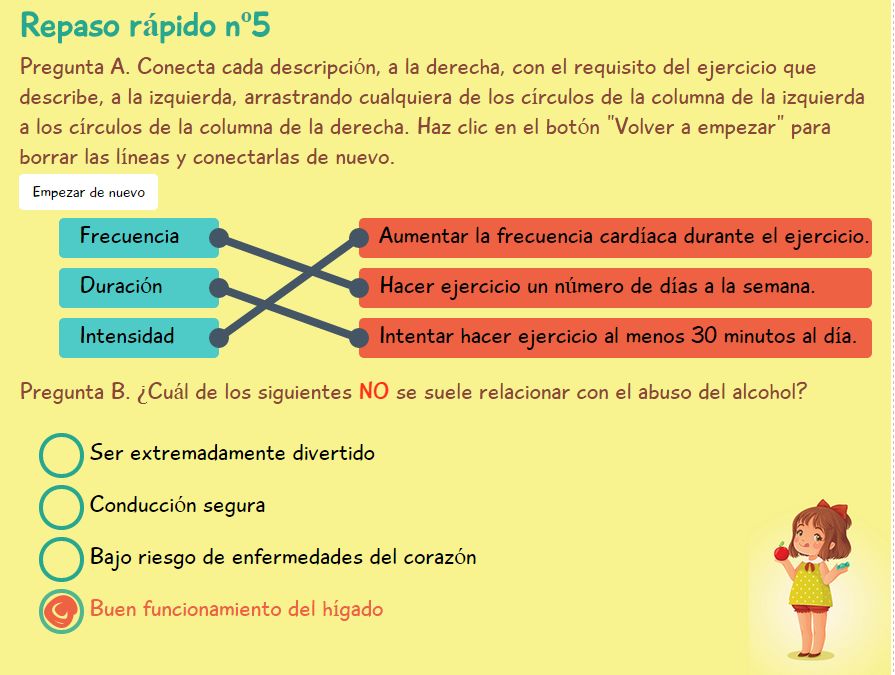 Repaso rápido nº5
Pregunta A. Conecta cada descripción, a la derecha, con el requisito del ejercicio que
describe, a la izquierda, arrastrando cualquiera de los círculos de la columna de la izquierda
a los círculos de la columna de la derecha. Haz clic en el botón "Volver a empezar" para
borrar las líneas y conectarlas de nuevo.
Empezar de nuevo
Frecuencia
Aumentar la frecuencia cardíaca durante el ejercicio.
Duración
Hacer ejercicio un número de días a la semana.
Intensidad
Intentar hacer ejercicio al menos 30 minutos al día.
Pregunta B. ¿Cuál de los siguientes NO se suele relacionar con el abuso del alcohol?
Ser extremadamente divertido
Conducción segura
Bajo riesgo de enfermedades del corazón
Buen funcionamiento del hígado